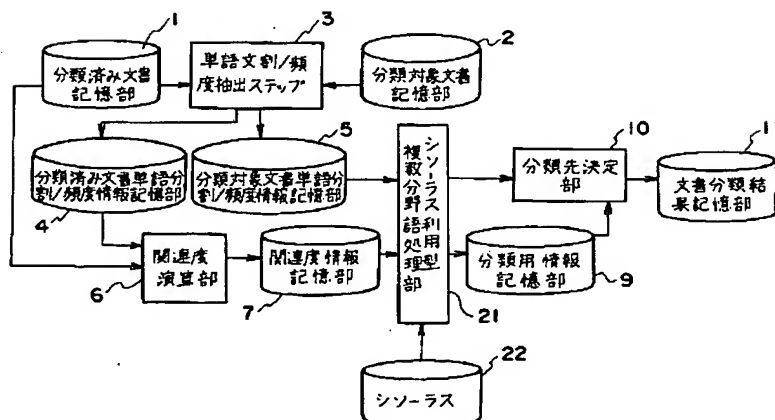 1
3
2
分類済み文書
記憶部
単語文割/頻
度抽出ステップ
分類対象文書
記憶部
5
10
分類済み文書単語分
割/頻度情報記憶部
分類対象文書単語分
割/頻度情報記憶部
シソーラス利用型
複数分野語処理部
分類先決定
部
文書分類結
果記憶部
4
関連度
演算部
関連度情報
記憶部
分類用情報
記憶部
6
7
21
9
22
シソーラス